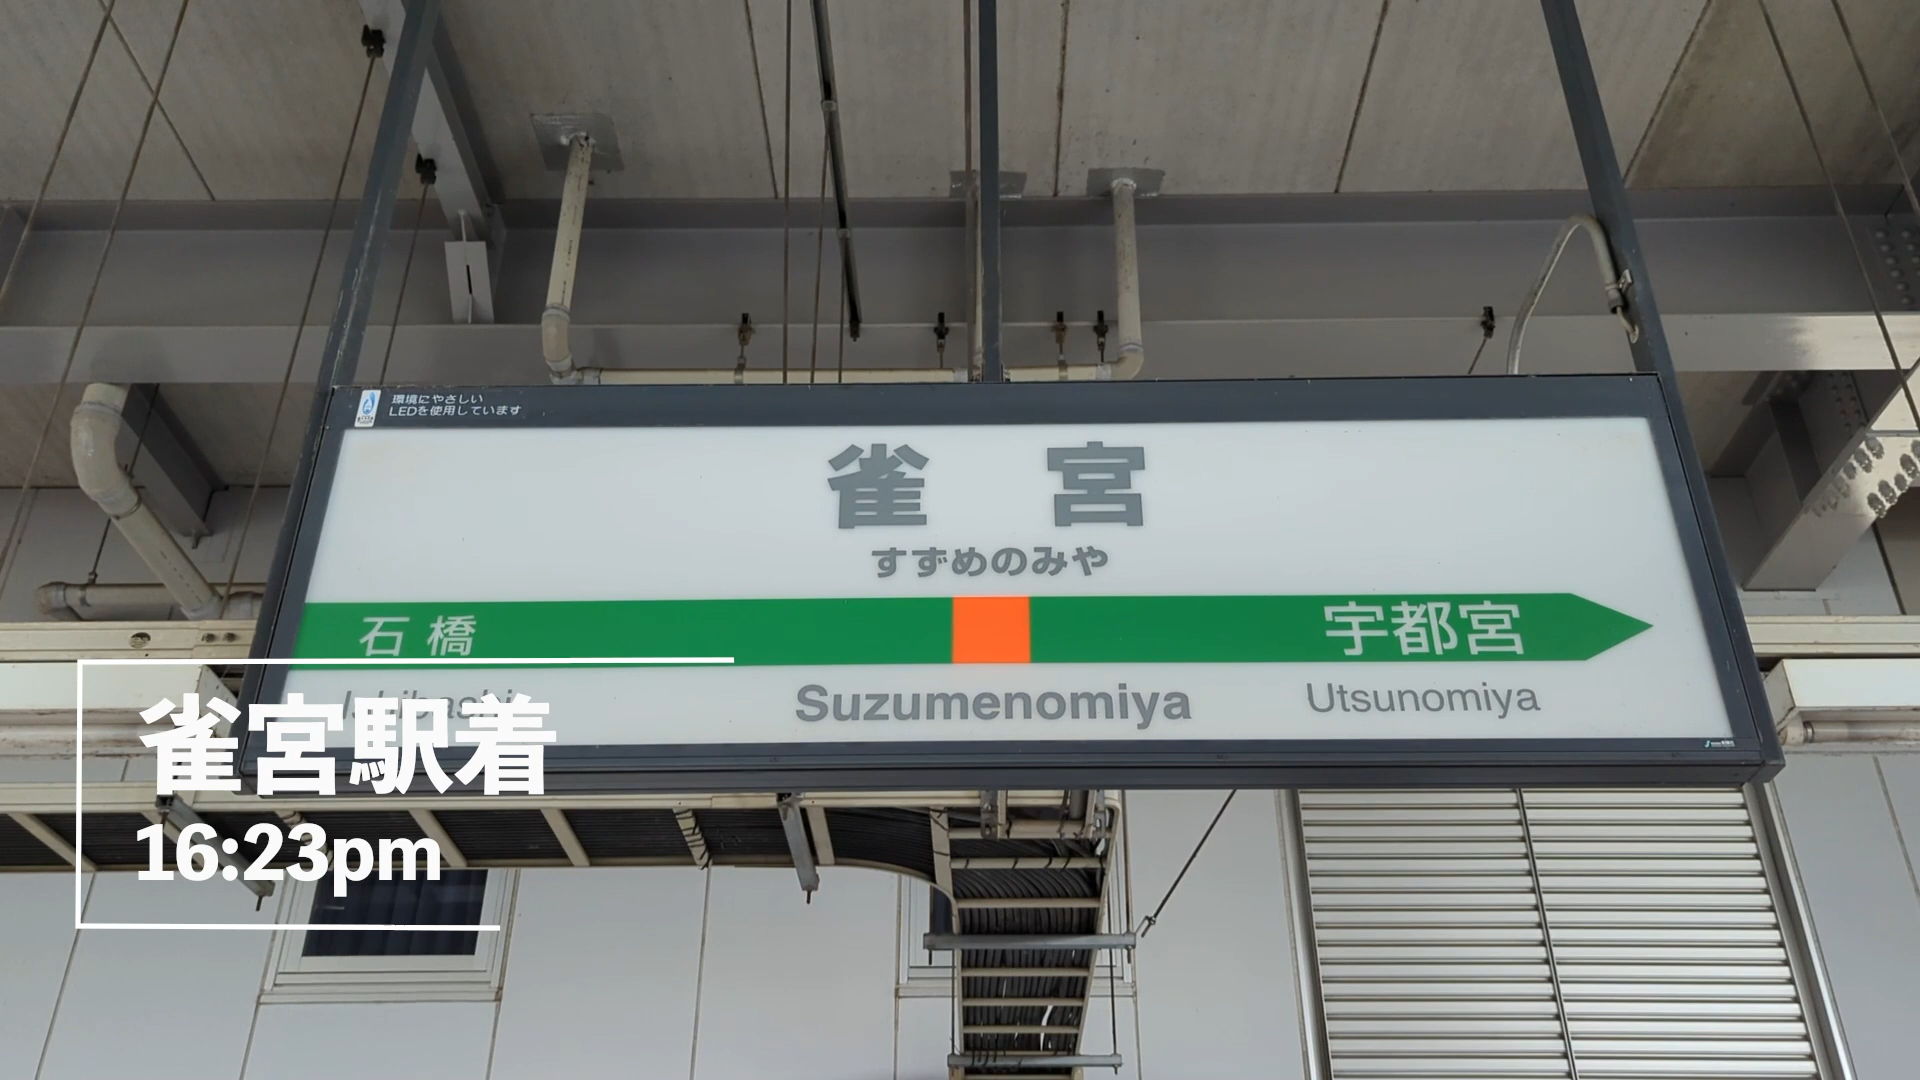 環境にやさしい
LEDを使用しています
雀宮
すずめのみや
石橋
宇都宮
Ishibashi
Suzumenomiya
Utsunomiya
雀宮駅着
16:23pm